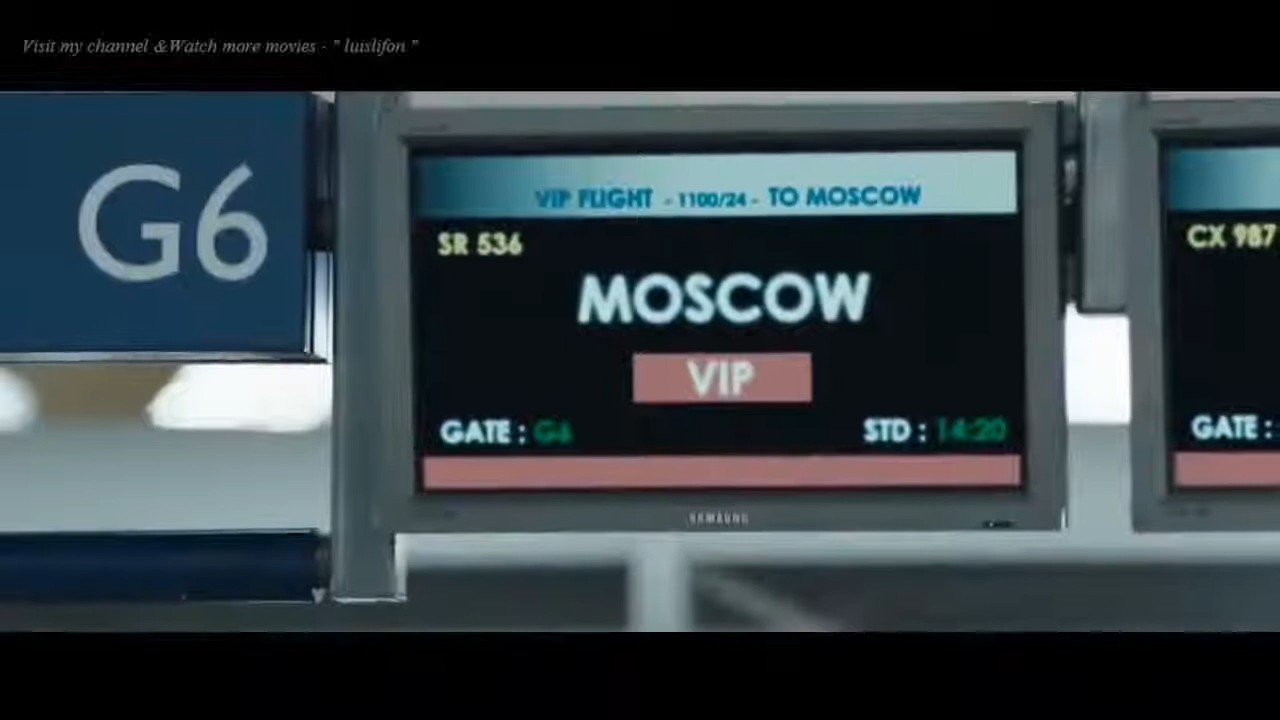 Visit my channel &Watch more movies - " luislifon "
G6
VIP FLIGHT - 1100/24 - TO MOSCOW
SR 536
MOSCOW
VIP
GATE : G6
STD : 14:20
SAMSUNG
CX 987
GATE :